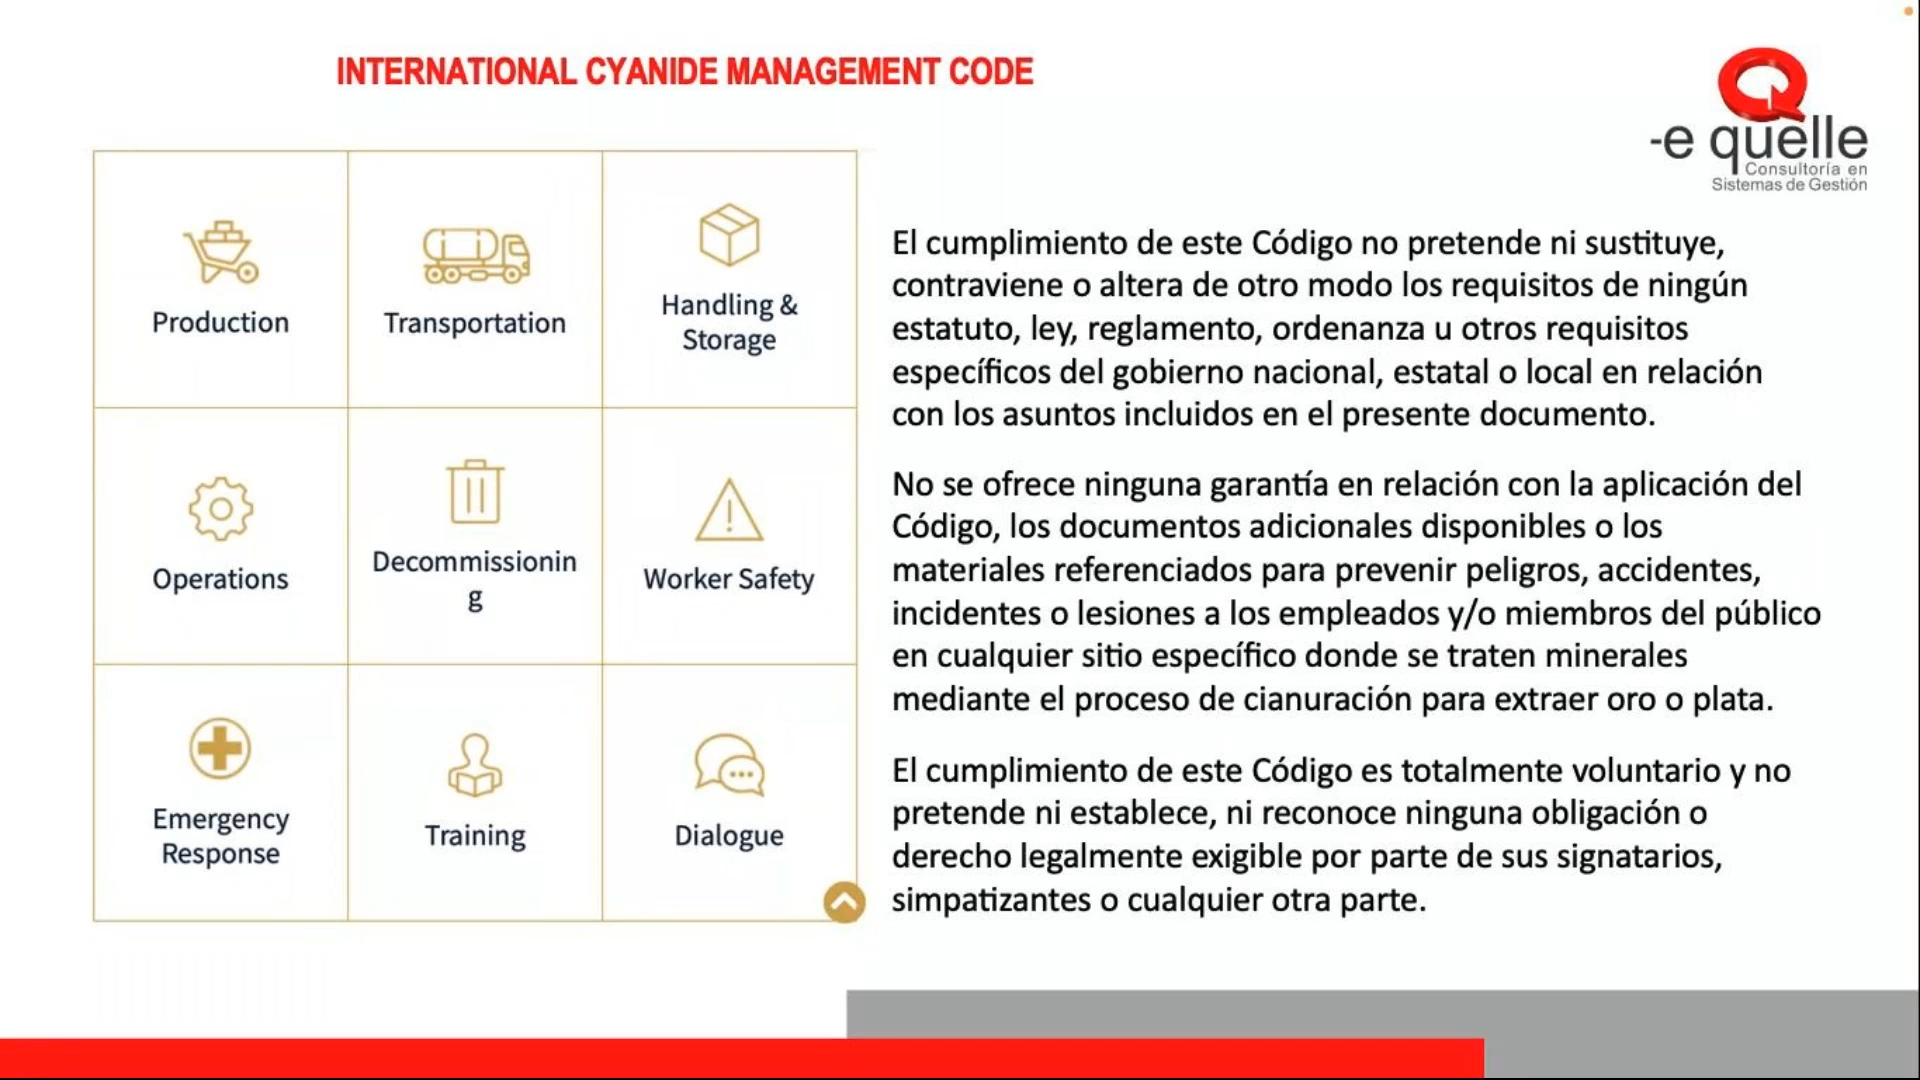 INTERNATIONAL CYANIDE MANAGEMENT CODE
-e quelle
Consultoría en
Sistemas de Gestión
Production
Transportation
Handling &
Storage
Operations
Decommissionin
g
Worker Safety
Emergency
Response
Training
Dialogue
El cumplimiento de este Código no pretende ni sustituye,
contraviene o altera de otro modo los requisitos de ningún
estatuto, ley, reglamento, ordenanza u otros requisitos
específicos del gobierno nacional, estatal o local en relación
con los asuntos incluidos en el presente documento.
No se ofrece ninguna garantía en relación con la aplicación del
Código, los documentos adicionales disponibles o los
materiales referenciados para prevenir peligros, accidentes,
incidentes o lesiones a los empleados y/o miembros del público
en cualquier sitio específico donde se traten minerales
mediante el proceso de cianuración para extraer oro o plata.
El cumplimiento de este Código es totalmente voluntario y no
pretende ni establece, ni reconoce ninguna obligación o
derecho legalmente exigible por parte de sus signatarios,
simpatizantes o cualquier otra parte.